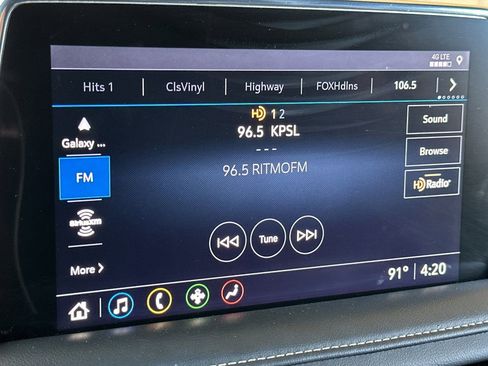 4G LTE
Hits 1 ClsVinyl Highway FOXHdlns 106.5
HD 1 2
96.5 KPSL
- - -
96.5 RITMOFM
Galaxy ...
FM
SiriusXM
More
Sound
Browse
HD Radio
Tune
91° 4:20